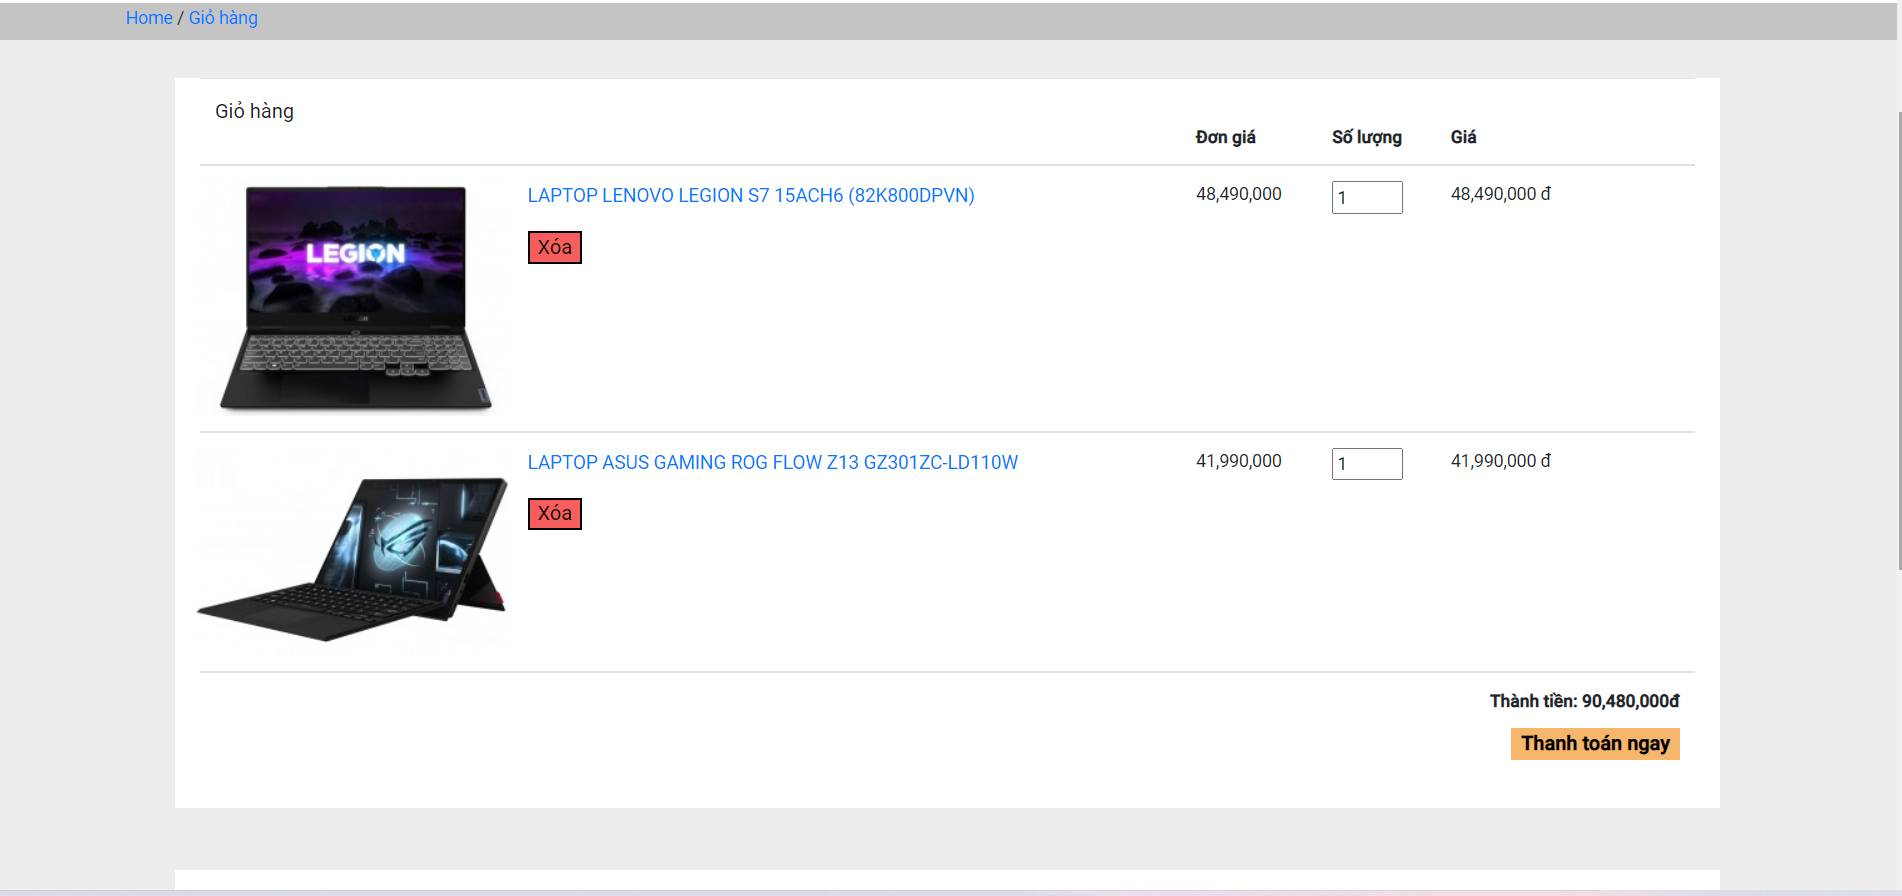 Home / Giỏ hàng
Giỏ hàng
Đơn giá Số lượng Giá
LAPTOP LENOVO LEGION S7 15ACH6 (82K800DPVN) 48,490,000 1 48,490,000 đ
Xóa
LEGION
LAPTOP ASUS GAMING ROG FLOW Z13 GZ301ZC-LD110W 41,990,000 1 41,990,000 đ
Xóa
Thành tiền: 90,480,000đ
Thanh toán ngay